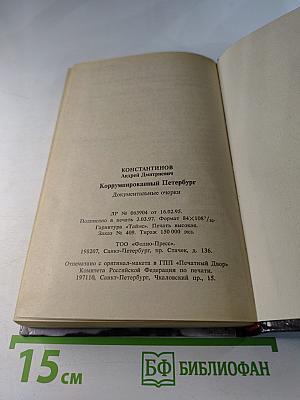 КОНСТАНТИНОВ
Андрей Дмитриевич
Коррумпированный Петербург
Документальные очерки
ЛР № 063904 от 16.02.95.
Подписано в печать 3.03.97. Формат 84×108¹/₃₂.
Гарнитура «Таймс». Печать высокая.
Заказ № 409. Тираж 150 000 экз.
ТОО «Фолио-Пресс».
198207, Санкт-Петербург, пр. Стачек, д. 136.
Отпечатано с оригинал-макета в ГПП «Печатный Двор»
Комитета Российской Федерации по печати.
197110, Санкт-Петербург, Чкаловский пр., 15.
15 см
БФ БИБЛИОФАН